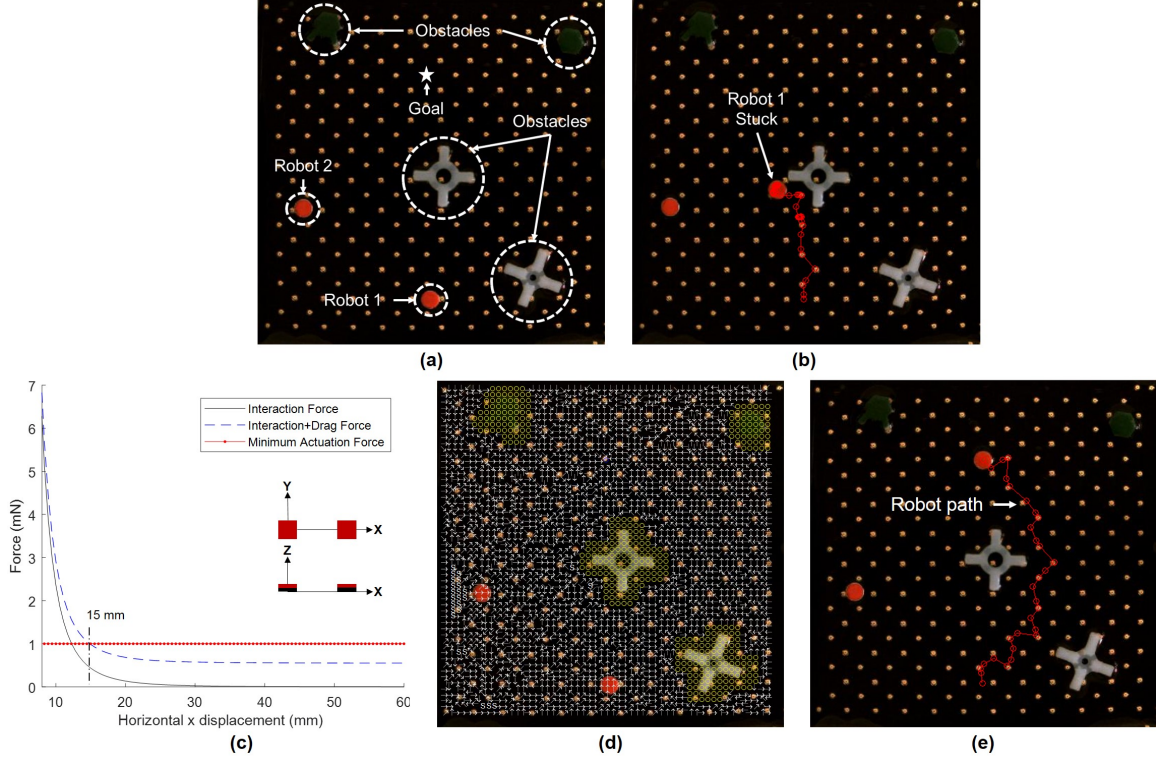 Obstacles
Goal
Obstacles
Robot 2
Robot 1
(a)
Robot 1
Stuck
(b)
7
6
5
4
3
2
1
0
Force (mN)
Interaction Force
Interaction+Drag Force
Minimum Actuation Force
Y
X
Z
X
15 mm
10 20 30 40 50 60
Horizontal x displacement (mm)
(c)
SSS
(d)
Robot path
(e)